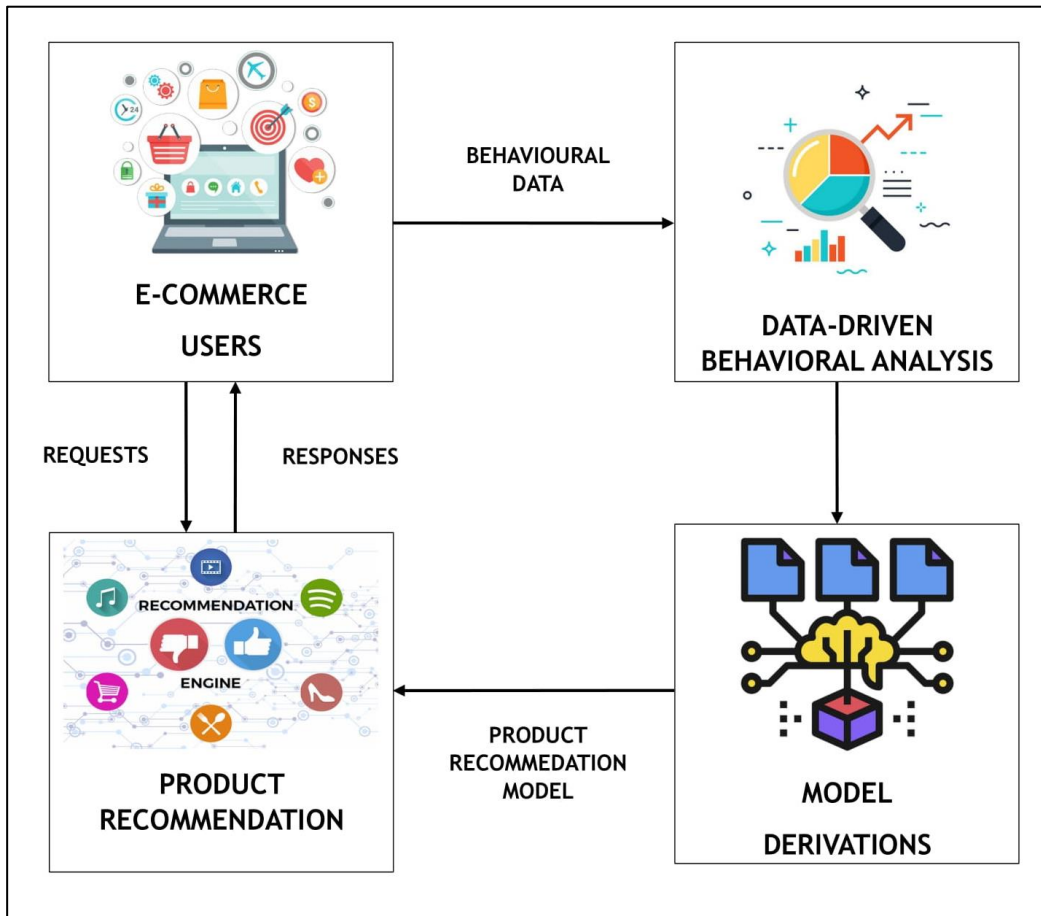 24
$
E-COMMERCE
USERS
BEHAVIOURAL
DATA
DATA-DRIVEN
BEHAVIORAL ANALYSIS
REQUESTS
RESPONSES
RECOMMENDATION
ENGINE
PRODUCT
RECOMMENDATION
PRODUCT
RECOMMEDATION
MODEL
MODEL
DERIVATIONS